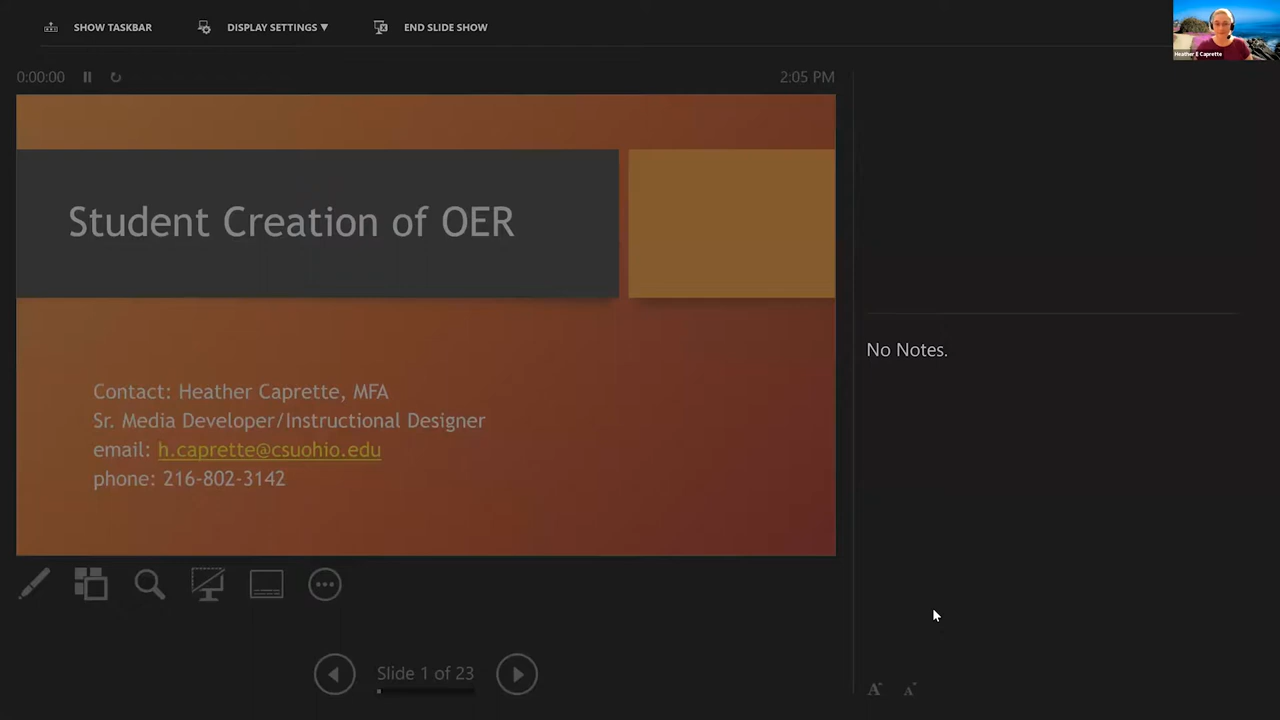 SHOW TASKBAR DISPLAY SETTINGS ▼ END SLIDE SHOW
Heather E Caprette
0:00:00 2:05 PM
Student Creation of OER
Contact: Heather Caprette, MFA
Sr. Media Developer/Instructional Designer
email: h.caprette@csuohio.edu
phone: 216-802-3142
No Notes.
Slide 1 of 23
A A